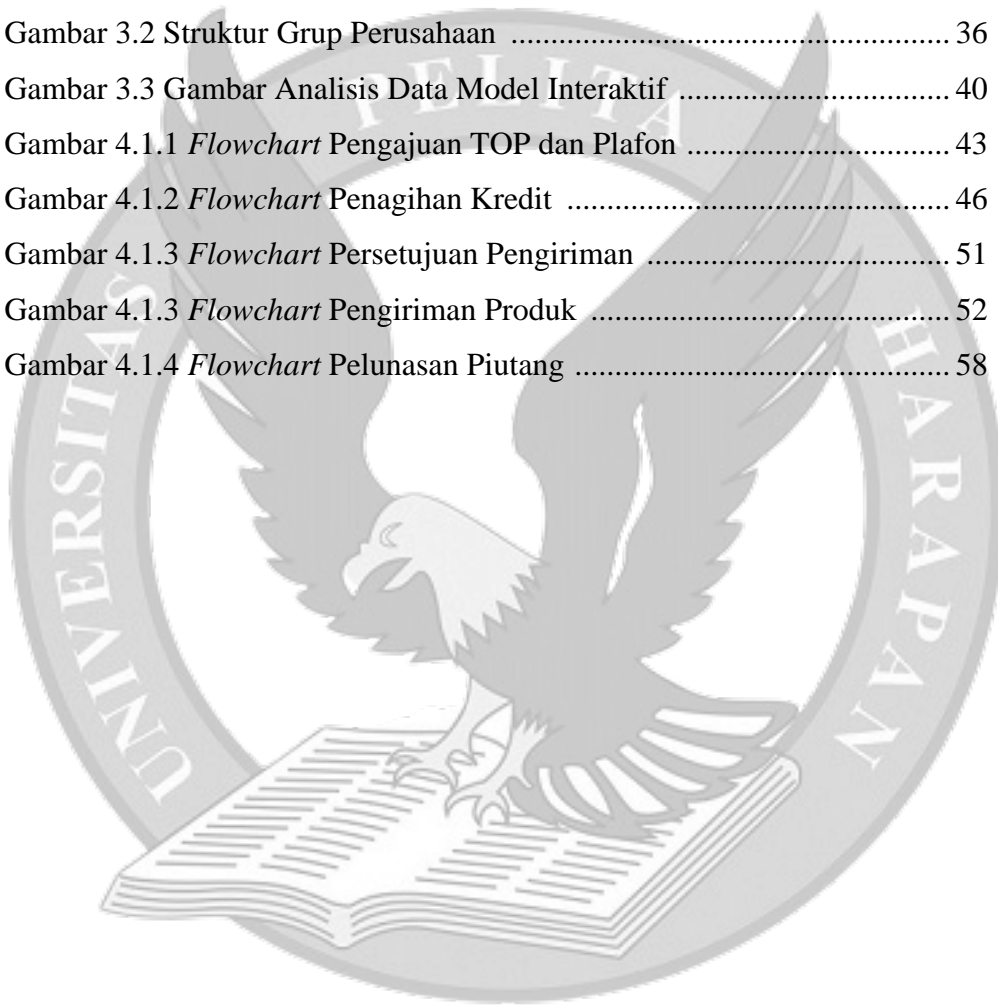 Gambar 3.2 Struktur Grup Perusahaan ...................................................... 36
Gambar 3.3 Gambar Analisis Data Model Interaktif .................................. 40
Gambar 4.1.1 Flowchart Pengajuan TOP dan Plafon ................................. 43
Gambar 4.1.2 Flowchart Penagihan Kredit ................................................ 46
Gambar 4.1.3 Flowchart Persetujuan Pengiriman ...................................... 51
Gambar 4.1.3 Flowchart Pengiriman Produk ............................................. 52
Gambar 4.1.4 Flowchart Pelunasan Piutang ............................................... 58
UNIVERSITAS PELITA HARAPAN